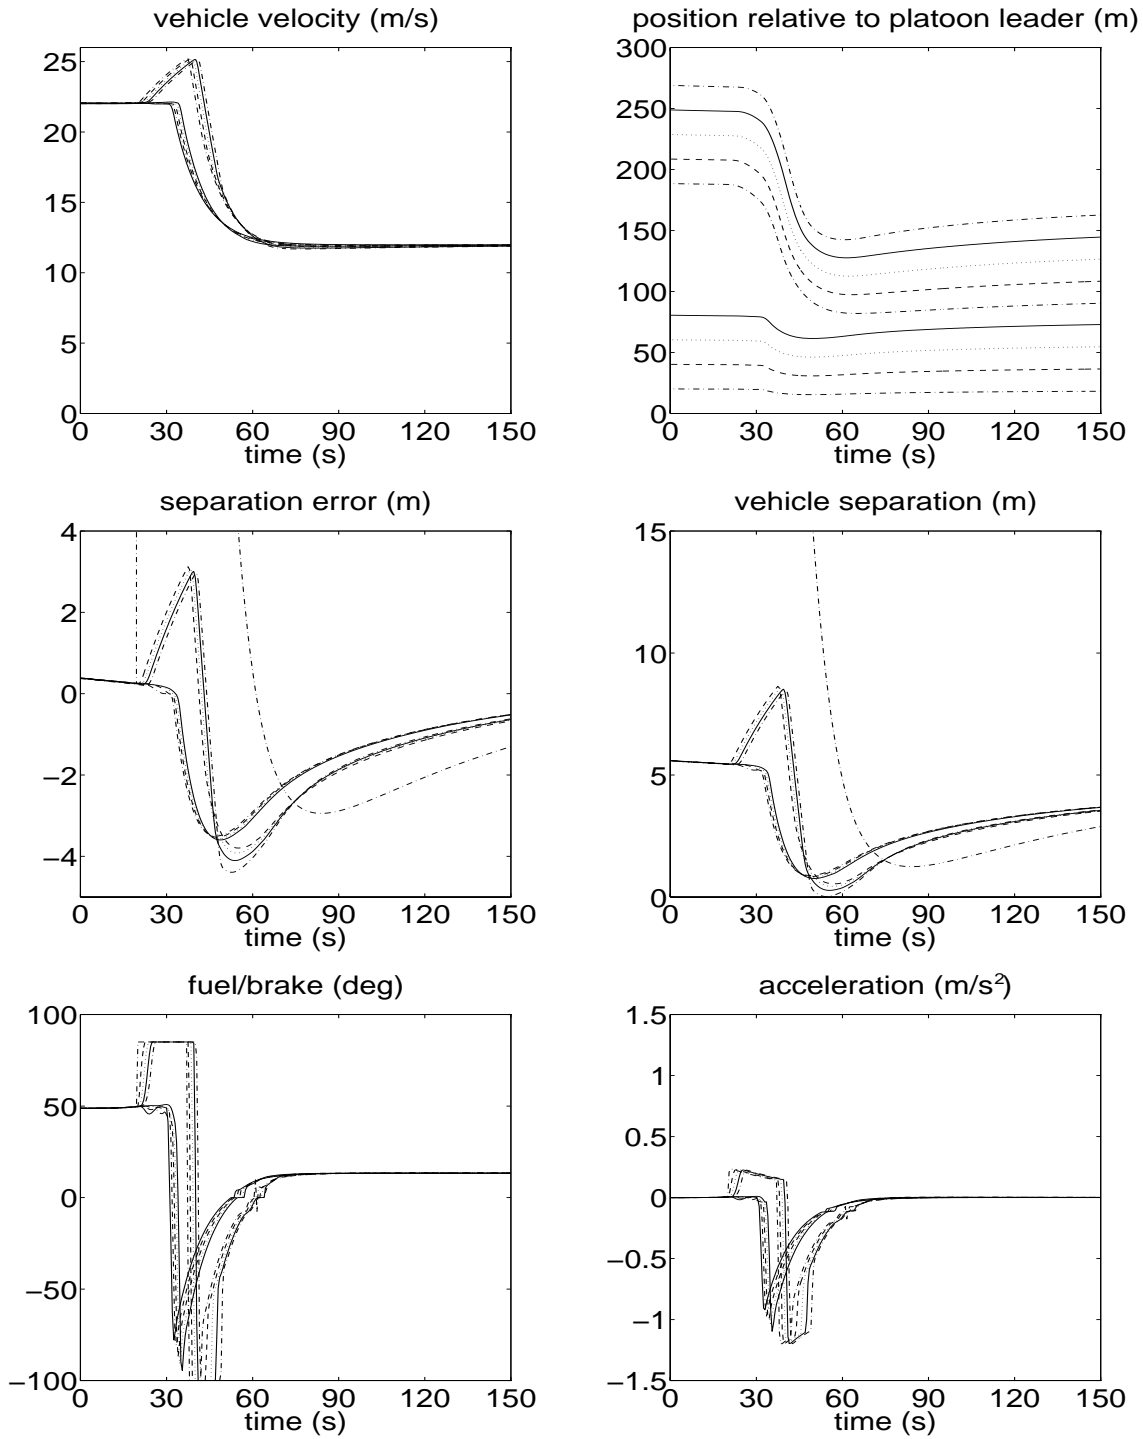 vehicle velocity (m/s)
position relative to platoon leader (m)
25
20
15
10
5
0
0 30 60 90 120 150
time (s)
300
250
200
150
100
50
0
0 30 60 90 120 150
time (s)
separation error (m)
vehicle separation (m)
4
2
0
−2
−4
0 30 60 90 120 150
time (s)
15
10
5
0
0 30 60 90 120 150
time (s)
fuel/brake (deg)
acceleration (m/s²)
100
50
0
−50
−100
0 30 60 90 120 150
time (s)
1.5
1
0.5
0
−0.5
−1
−1.5
0 30 60 90 120 150
time (s)